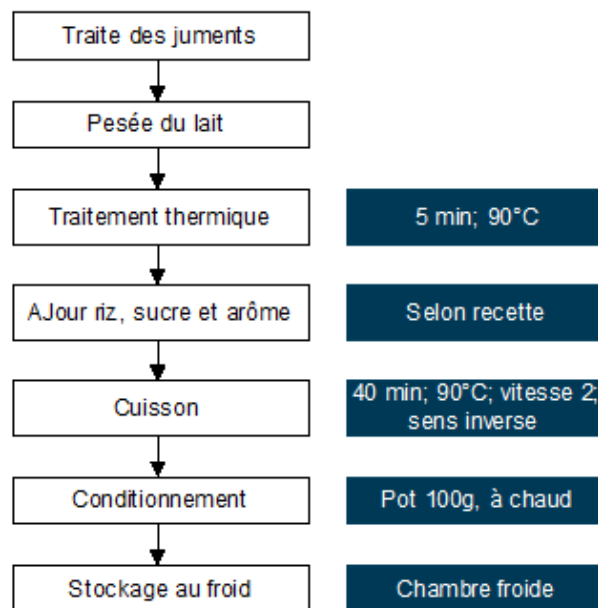 Traite des juments
Pesée du lait
Traitement thermique
5 min; 90°C
AJour riz, sucre et arôme
Selon recette
Cuisson
40 min; 90°C; vitesse 2;
sens inverse
Conditionnement
Pot 100g, à chaud
Stockage au froid
Chambre froide